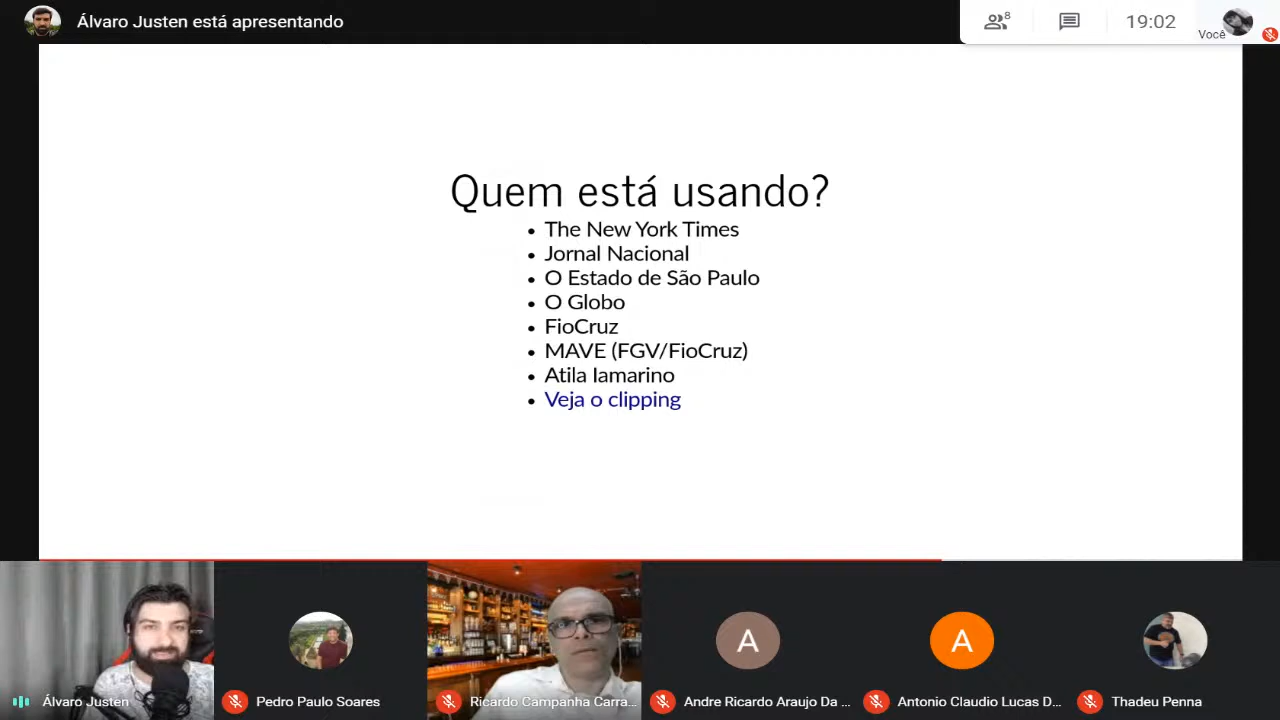 Álvaro Justen está apresentando
8
19:02
Você
Quem está usando?
• The New York Times
• Jornal Nacional
• O Estado de São Paulo
• O Globo
• FioCruz
• MAVE (FGV/FioCruz)
• Atila Iamarino
• Veja o clipping
A
A
Álvaro Justen
Pedro Paulo Soares
Ricardo Campanha Carra...
Andre Ricardo Araujo Da ...
Antonio Claudio Lucas D...
Thadeu Penna